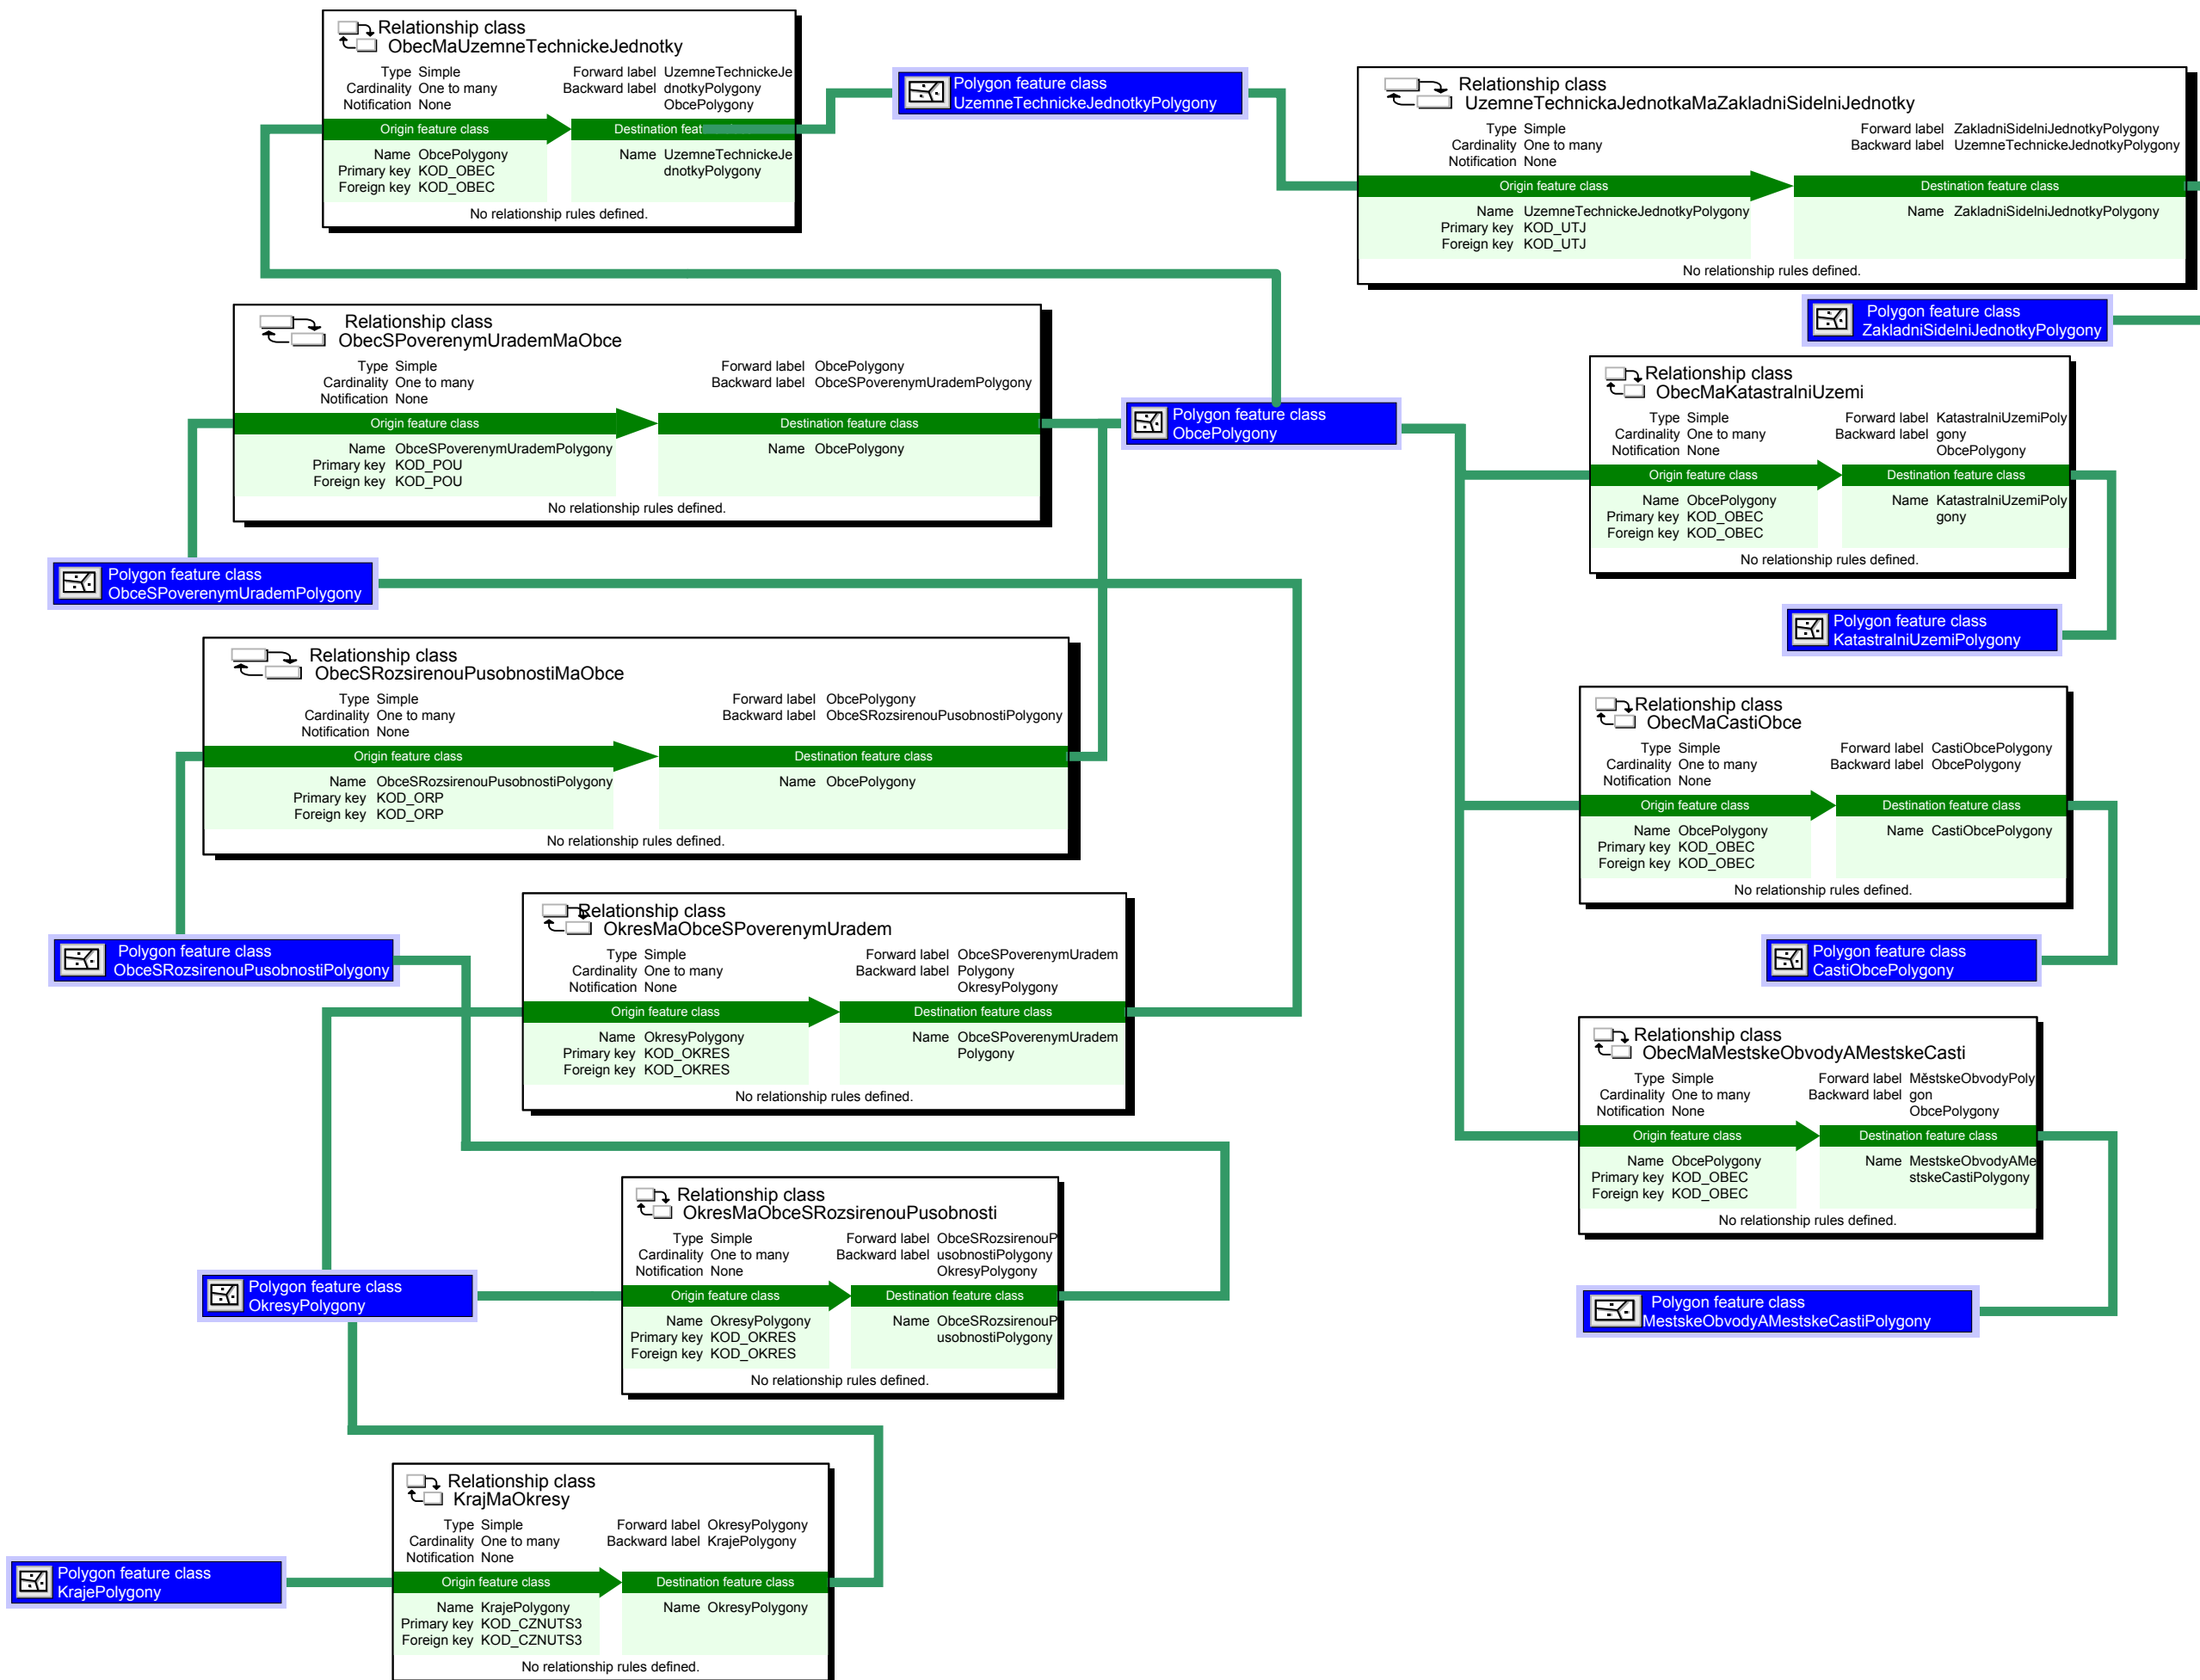 Relationship class
ObecMaUzemneTechnickeJednotky
Type Simple
Cardinality One to many
Notification None
Forward label UzemneTechnickeJe
Backward label dnotkyPolygony
ObcePolygony
Origin feature class
Destination feat
Name ObcePolygony
Primary key KOD_OBEC
Foreign key KOD_OBEC
Name UzemneTechnickeJe
dnotkyPolygony
No relationship rules defined.
Polygon feature class
UzemneTechnickeJednotkyPolygony
Relationship class
UzemneTechnickaJednotkaMaZakladniSidelniJednotky
Type Simple
Cardinality One to many
Notification None
Forward label ZakladniSidelniJednotkyPolygony
Backward label UzemneTechnickeJednotkyPolygony
Origin feature class
Destination feature class
Name UzemneTechnickeJednotkyPolygony
Primary key KOD_UTJ
Foreign key KOD_UTJ
Name ZakladniSidelniJednotkyPolygony
No relationship rules defined.
Polygon feature class
ZakladniSidelniJednotkyPolygony
Relationship class
ObecSPoverenymUrademMaObce
Type Simple
Cardinality One to many
Notification None
Forward label ObcePolygony
Backward label ObceSPoverenymUrademPolygony
Origin feature class
Destination feature class
Name ObceSPoverenymUrademPolygony
Primary key KOD_POU
Foreign key KOD_POU
Name ObcePolygony
No relationship rules defined.
Polygon feature class
ObcePolygony
Relationship class
ObecMaKatastralniUzemi
Type Simple
Cardinality One to many
Notification None
Forward label KatastralniUzemiPoly
Backward label gony
ObcePolygony
Origin feature class
Destination feature class
Name ObcePolygony
Primary key KOD_OBEC
Foreign key KOD_OBEC
Name KatastralniUzemiPoly
gony
No relationship rules defined.
Polygon feature class
ObceSPoverenymUrademPolygony
Polygon feature class
KatastralniUzemiPolygony
Relationship class
ObecSRozsirenouPusobnostiMaObce
Type Simple
Cardinality One to many
Notification None
Forward label ObcePolygony
Backward label ObceSRozsirenouPusobnostiPolygony
Origin feature class
Destination feature class
Name ObceSRozsirenouPusobnostiPolygony
Primary key KOD_ORP
Foreign key KOD_ORP
Name ObcePolygony
No relationship rules defined.
Relationship class
ObecMaCastiObce
Type Simple
Cardinality One to many
Notification None
Forward label CastiObcePolygony
Backward label ObcePolygony
Origin feature class
Destination feature class
Name ObcePolygony
Primary key KOD_OBEC
Foreign key KOD_OBEC
Name CastiObcePolygony
No relationship rules defined.
Polygon feature class
ObceSRozsirenouPusobnostiPolygony
Relationship class
OkresMaObceSPoverenymUradem
Type Simple
Cardinality One to many
Notification None
Forward label ObceSPoverenymUradem
Backward label Polygony
OkresyPolygony
Origin feature class
Destination feature class
Name OkresyPolygony
Primary key KOD_OKRES
Foreign key KOD_OKRES
Name ObceSPoverenymUradem
Polygony
No relationship rules defined.
Polygon feature class
CastiObcePolygony
Relationship class
ObecMaMestskeObvodyAMestskeCasti
Type Simple
Cardinality One to many
Notification None
Forward label MěstskeObvodyPoly
Backward label gon
ObcePolygony
Origin feature class
Destination feature class
Name ObcePolygony
Primary key KOD_OBEC
Foreign key KOD_OBEC
Name MestskeObvodyAMe
stskeCastiPolygony
No relationship rules defined.
Relationship class
OkresMaObceSRozsirenouPusobnosti
Type Simple
Cardinality One to many
Notification None
Forward label ObceSRozsirenouP
Backward label usobnostiPolygony
OkresyPolygony
Origin feature class
Destination feature class
Name OkresyPolygony
Primary key KOD_OKRES
Foreign key KOD_OKRES
Name ObceSRozsirenouP
usobnostiPolygony
No relationship rules defined.
Polygon feature class
OkresyPolygony
Polygon feature class
MestskeObvodyAMestskeCastiPolygony
Relationship class
KrajMaOkresy
Type Simple
Cardinality One to many
Notification None
Forward label OkresyPolygony
Backward label KrajePolygony
Origin feature class
Destination feature class
Name KrajePolygony
Primary key KOD_CZNUTS3
Foreign key KOD_CZNUTS3
Name OkresyPolygony
No relationship rules defined.
Polygon feature class
KrajePolygony